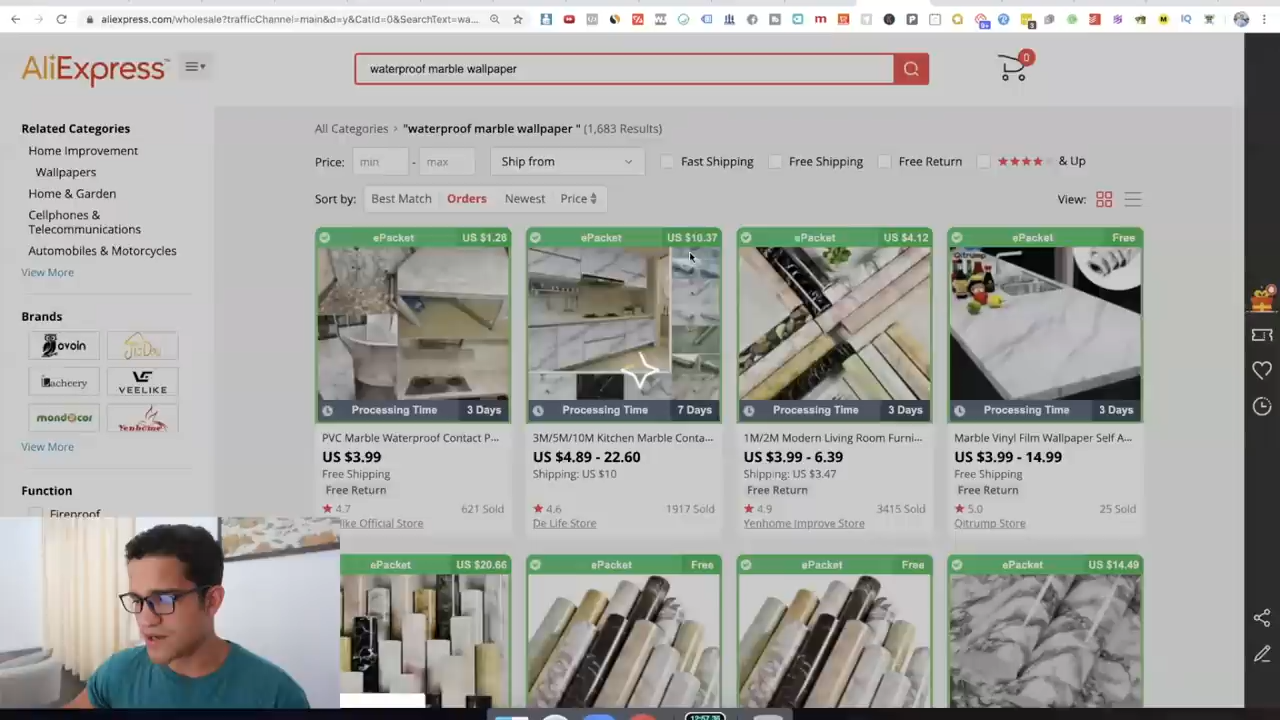 aliexpress.com/wholesale?trafficChannel=main&d=y&CatId=0&SearchText=wa...
AliExpress
waterproof marble wallpaper
0
Related Categories
Home Improvement
Wallpapers
Home & Garden
Cellphones &
Telecommunications
Automobiles & Motorcycles
View More
Brands
ovoin
Lacheery
VEELIKE
mondecor
Yenhome
View More
Function
Fireproof
All Categories > "waterproof marble wallpaper " (1,683 Results)
Price: min - max Ship from Fast Shipping Free Shipping Free Return & Up
Sort by: Best Match Orders Newest Price View:
ePacket US $1.26
Processing Time 3 Days
PVC Marble Waterproof Contact P...
US $3.99
Free Shipping
Free Return
4.7 621 Sold
like Official Store
ePacket US $10.37
Processing Time 7 Days
3M/5M/10M Kitchen Marble Conta...
US $4.89 - 22.60
Shipping: US $10
4.6 1917 Sold
De Life Store
ePacket US $4.12
Processing Time 3 Days
1M/2M Modern Living Room Furni...
US $3.99 - 6.39
Shipping: US $3.47
Free Return
4.9 3415 Sold
Yenhome Improve Store
ePacket Free
Qitrump
Processing Time 3 Days
Marble Vinyl Film Wallpaper Self A...
US $3.99 - 14.99
Free Shipping
Free Return
5.0 25 Sold
Qitrump Store
US $20.66
ePacket Free
ePacket Free
ePacket US $14.49